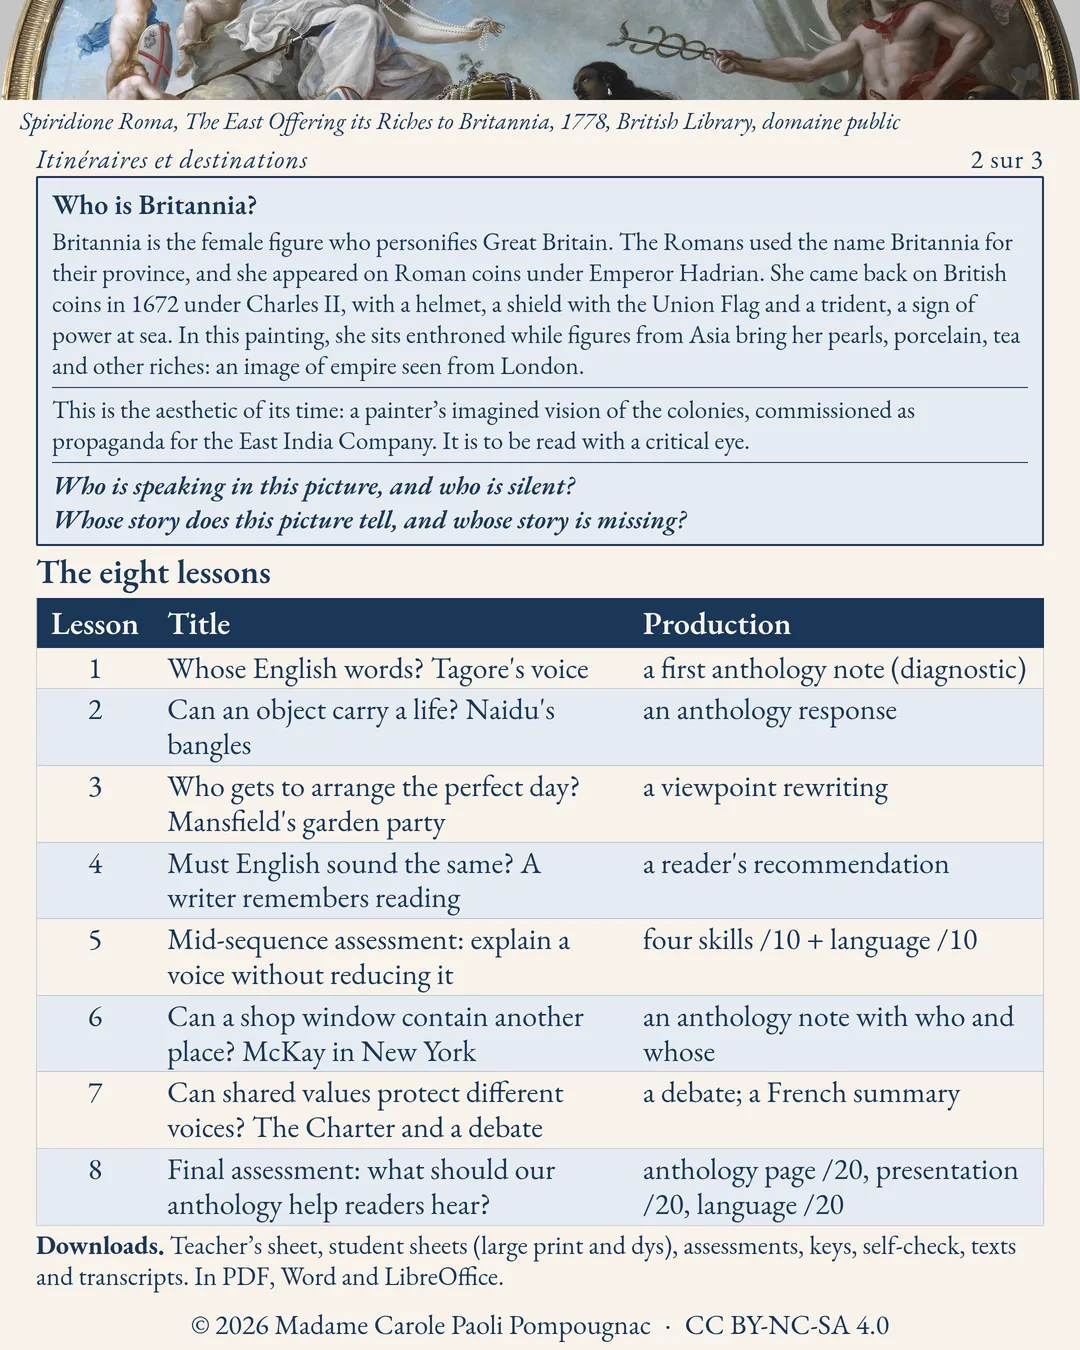 Spiridione Roma, The East Offering its Riches to Britannia, 1778, British Library, domaine public
Itinéraires et destinations
2 sur 3
Who is Britannia?
Britannia is the female figure who personifies Great Britain. The Romans used the name Britannia for
their province, and she appeared on Roman coins under Emperor Hadrian. She came back on British
coins in 1672 under Charles II, with a helmet, a shield with the Union Flag and a trident, a sign of
power at sea. In this painting, she sits enthroned while figures from Asia bring her pearls, porcelain, tea
and other riches: an image of empire seen from London.
This is the aesthetic of its time: a painter’s imagined vision of the colonies, commissioned as
propaganda for the East India Company. It is to be read with a critical eye.
Who is speaking in this picture, and who is silent?
Whose story does this picture tell, and whose story is missing?
The eight lessons
Lesson Title Production
1 Whose English words? Tagore's voice a first anthology note (diagnostic)
2 Can an object carry a life? Naidu's an anthology response
bangles
3 Who gets to arrange the perfect day? a viewpoint rewriting
Mansfield's garden party
4 Must English sound the same? A a reader's recommendation
writer remembers reading
5 Mid-sequence assessment: explain a four skills /10 + language /10
voice without reducing it
6 Can a shop window contain another an anthology note with who and
place? McKay in New York whose
7 Can shared values protect different a debate; a French summary
voices? The Charter and a debate
8 Final assessment: what should our anthology page /20, presentation
anthology help readers hear? /20, language /20
Downloads. Teacher’s sheet, student sheets (large print and dys), assessments, keys, self-check, texts
and transcripts. In PDF, Word and LibreOffice.
© 2026 Madame Carole Paoli Pompougnac · CC BY-NC-SA 4.0